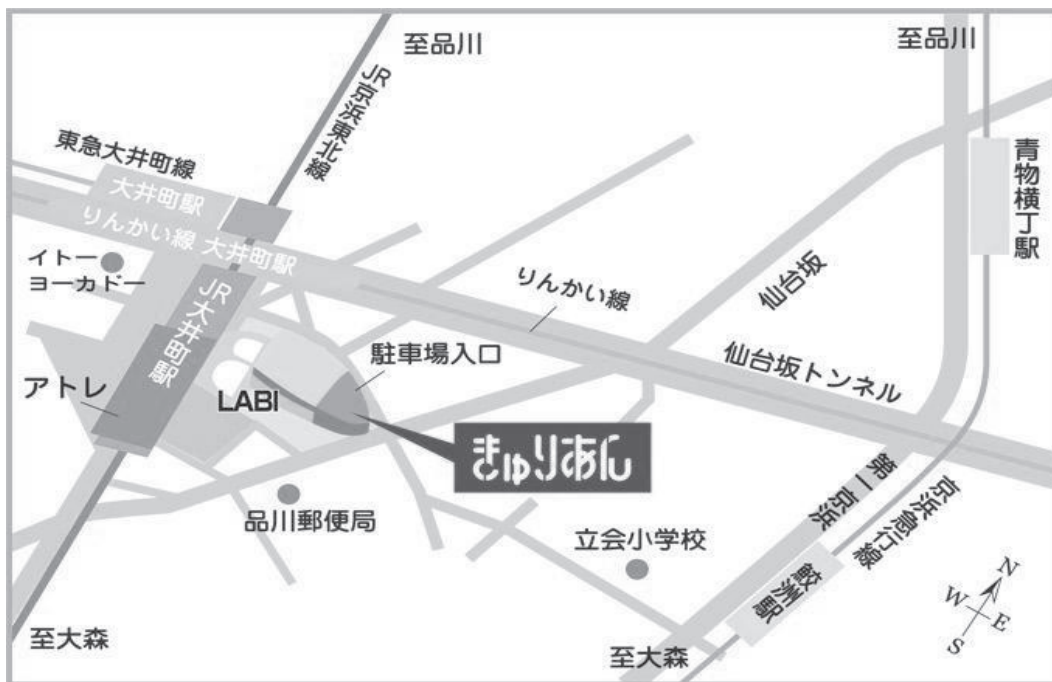 至品川
至品川
JR京浜東北線
東急大井町線
大井町駅
りんかい線 大井町駅
青物横丁駅
イトー
ヨーカドー
JR大井町駅
りんかい線
仙台坂
駐車場入口
仙台坂トンネル
アトレ
LABI
きゅりあん
第一京浜
京浜急行線
品川郵便局
立会小学校
鮫洲駅
N
W
E
S
至大森
至大森